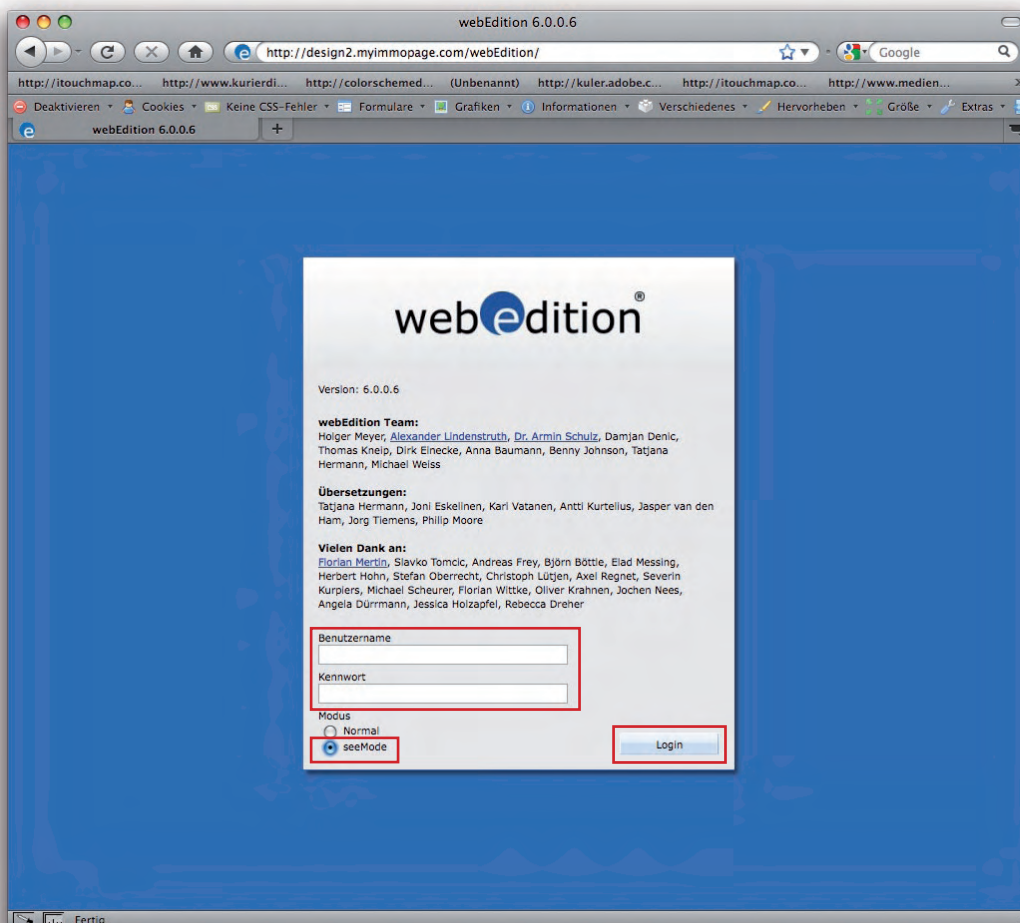 webEdition 6.0.0.6
http://design2.myimmopage.com/webEdition/
Google
http://itouchmap.co... http://www.kurierdi... http://colorschemed... (Unbenannt) http://kuler.adobe.c... http://itouchmap.co... http://www.medien...
Deaktivieren Cookies Keine CSS-Fehler Formulare Grafiken Informationen Verschiedenes Hervorheben Größe Extras
webEdition 6.0.0.6
webedition®
Version: 6.0.0.6
webEdition Team:
Holger Meyer, Alexander Lindenstruth, Dr. Armin Schulz, Damjan Denic,
Thomas Kneip, Dirk Einecke, Anna Baumann, Benny Johnson, Tatjana
Hermann, Michael Weiss
Übersetzungen:
Tatjana Hermann, Joni Eskelinen, Kari Vatanen, Antti Kurtelius, Jasper van den
Ham, Jorg Tiemens, Philip Moore
Vielen Dank an:
Florian Mertin, Slavko Tomcic, Andreas Frey, Björn Böttle, Elad Messing,
Herbert Hohn, Stefan Oberrecht, Christoph Lütjen, Axel Regnet, Severin
Kurpiers, Michael Scheurer, Florian Wittke, Oliver Krahnen, Jochen Nees,
Angela Dürrmann, Jessica Holzapfel, Rebecca Dreher
Benutzername
Kennwort
Modus
Normal
seeMode
Login
Fertig